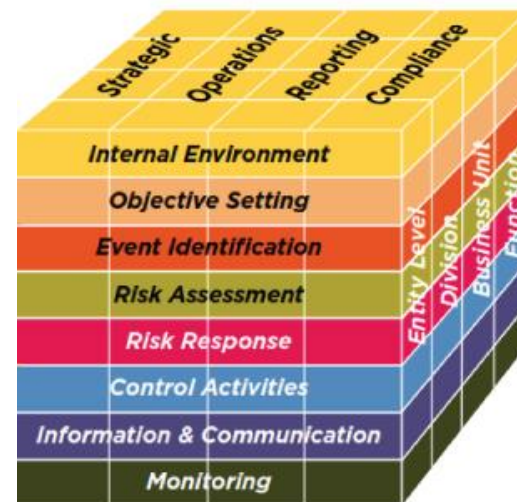 Strategic
Operations
Reporting
Compliance
Internal Environment
Objective Setting
Event Identification
Risk Assessment
Risk Response
Control Activities
Information & Communication
Monitoring
Entity Level
Division
Business Unit
Function